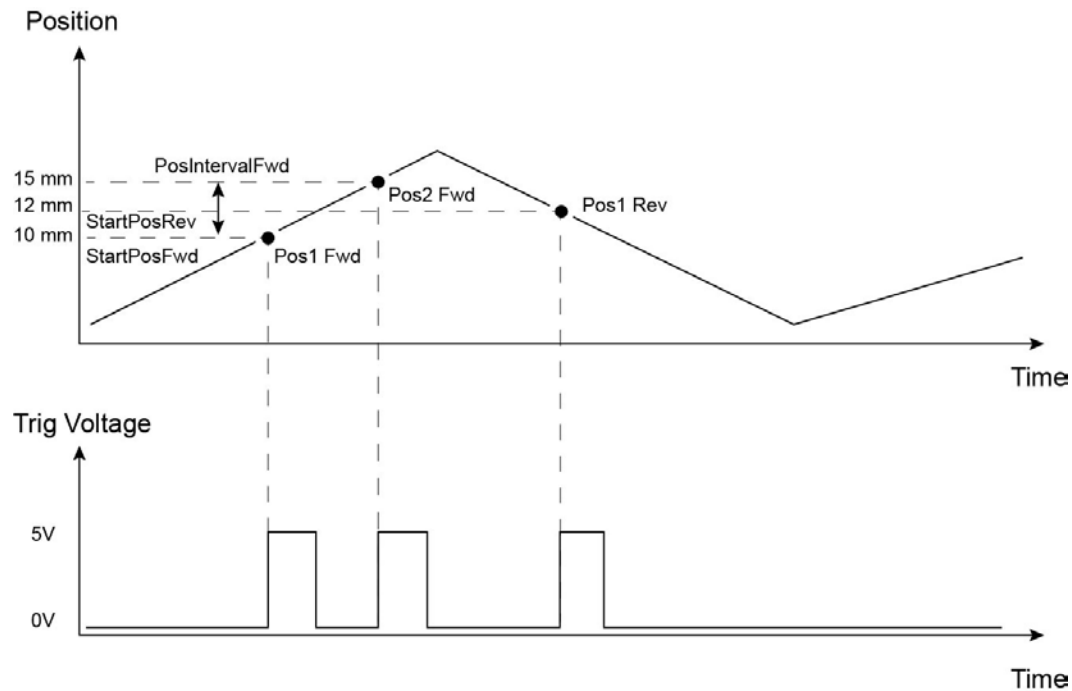 Position
PosIntervalFwd
15 mm
Pos2 Fwd
12 mm
Pos1 Rev
StartPosRev
10 mm
StartPosFwd
Pos1 Fwd
Time
Trig Voltage
5V
0V
Time